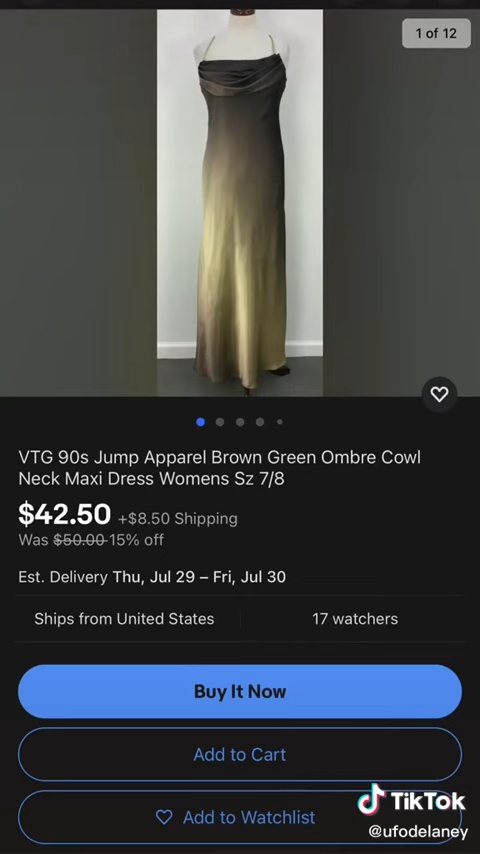 1 of 12
VTG 90s Jump Apparel Brown Green Ombre Cowl
Neck Maxi Dress Womens Sz 7/8
$42.50 +$8.50 Shipping
Was $50.00 15% off
Est. Delivery Thu, Jul 29 – Fri, Jul 30
Ships from United States 17 watchers
Buy It Now
Add to Cart
Add to Watchlist
TikTok
@ufodelaney